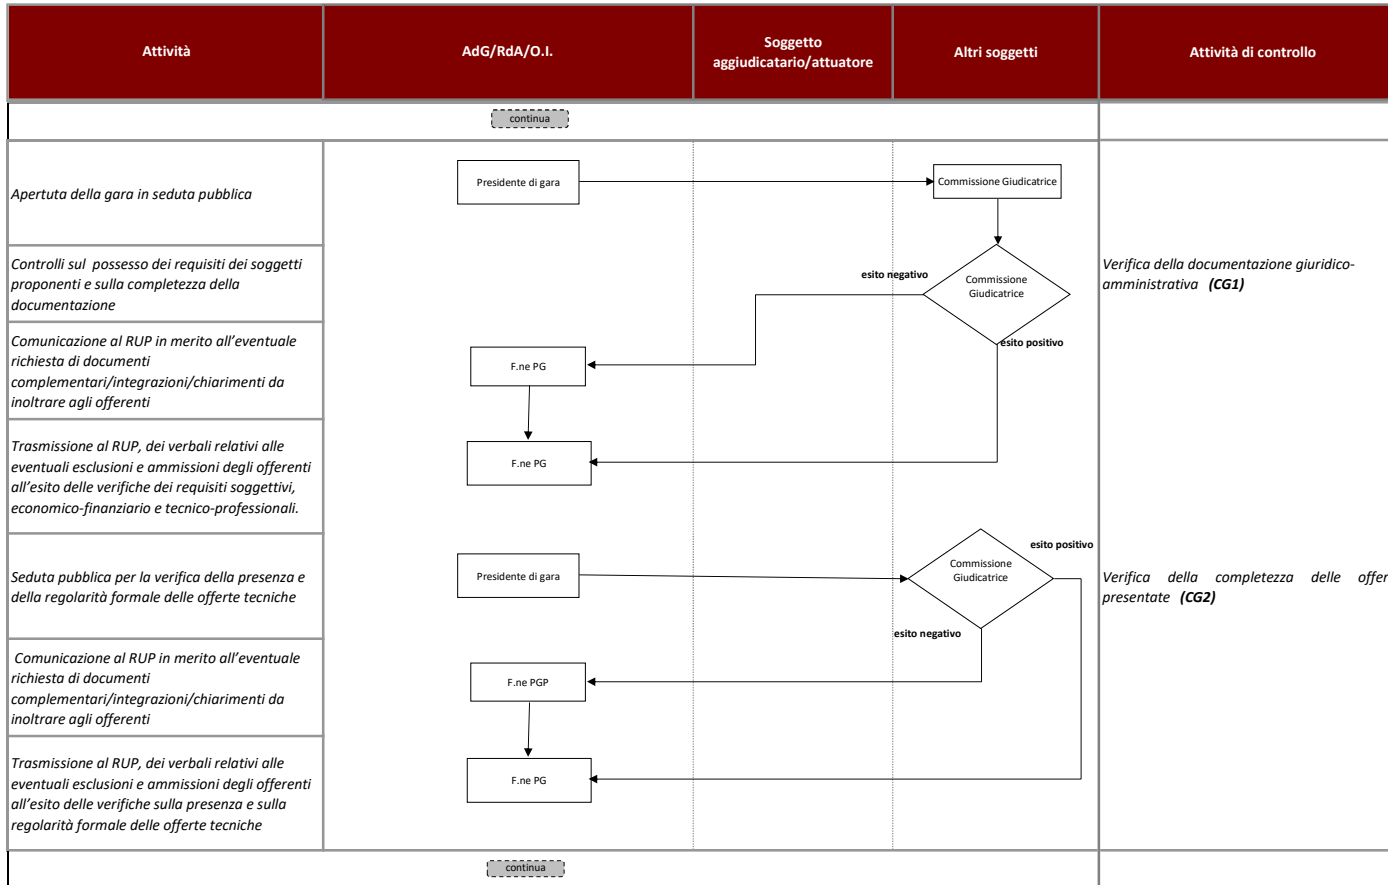 Attività
AdG/RdA/O.I.
Soggetto
aggiudicatario/attuatore
Altri soggetti
Attività di controllo
continua
Apertuta della gara in seduta pubblica
Presidente di gara
Commissione Giudicatrice
Controlli sul possesso dei requisiti dei soggetti
proponenti e sulla completezza della
documentazione
esito negativo
Commissione
Giudicatrice
esito positivo
Verifica della documentazione giuridico-
amministrativa (CG1)
Comunicazione al RUP in merito all’eventuale
richiesta di documenti
complementari/integrazioni/chiarimenti da
inoltrare agli offerenti
F.ne PG
Trasmissione al RUP, dei verbali relativi alle
eventuali esclusioni e ammissioni degli offerenti
all’esito delle verifiche dei requisiti soggettivi,
economico-finanziario e tecnico-professionali.
F.ne PG
Seduta pubblica per la verifica della presenza e
della regolarità formale delle offerte tecniche
Presidente di gara
Commissione
Giudicatrice
esito positivo
esito negativo
Verifica della completezza delle offer
presentate (CG2)
Comunicazione al RUP in merito all’eventuale
richiesta di documenti
complementari/integrazioni/chiarimenti da
inoltrare agli offerenti
F.ne PGP
Trasmissione al RUP, dei verbali relativi alle
eventuali esclusioni e ammissioni degli offerenti
all’esito delle verifiche sulla presenza e sulla
regolarità formale delle offerte tecniche
F.ne PG
continua